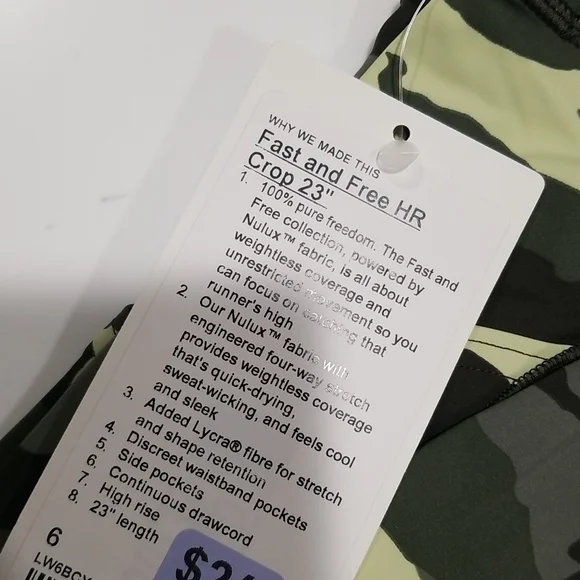 WHY WE MADE THIS
Fast and Free HR
Crop 23"
1. 100% pure freedom. The Fast and
Free collection, powered by
Nulux™ fabric, is all about
weightless coverage and
unrestricted movement so you
can focus on catching that
runner's high
2. Our Nulux™ fabric with
engineered four-way stretch
provides weightless coverage
that's quick-drying,
sweat-wicking, and feels cool
and sleek
3. Added Lycra® fibre for stretch
and shape retention
4. Discreet waistband pockets
5. Side pockets
6. Continuous drawcord
7. High rise
8. 23" length
6